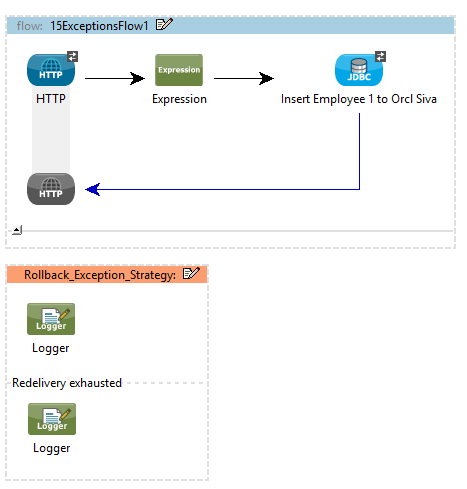 flow: 15ExceptionsFlow1
HTTP
Expression
JDBC
HTTP
Expression
Insert Employee 1 to Orcl Siva
HTTP
Rollback_Exception_Strategy:
Logger
Logger
Redelivery exhausted
Logger
Logger